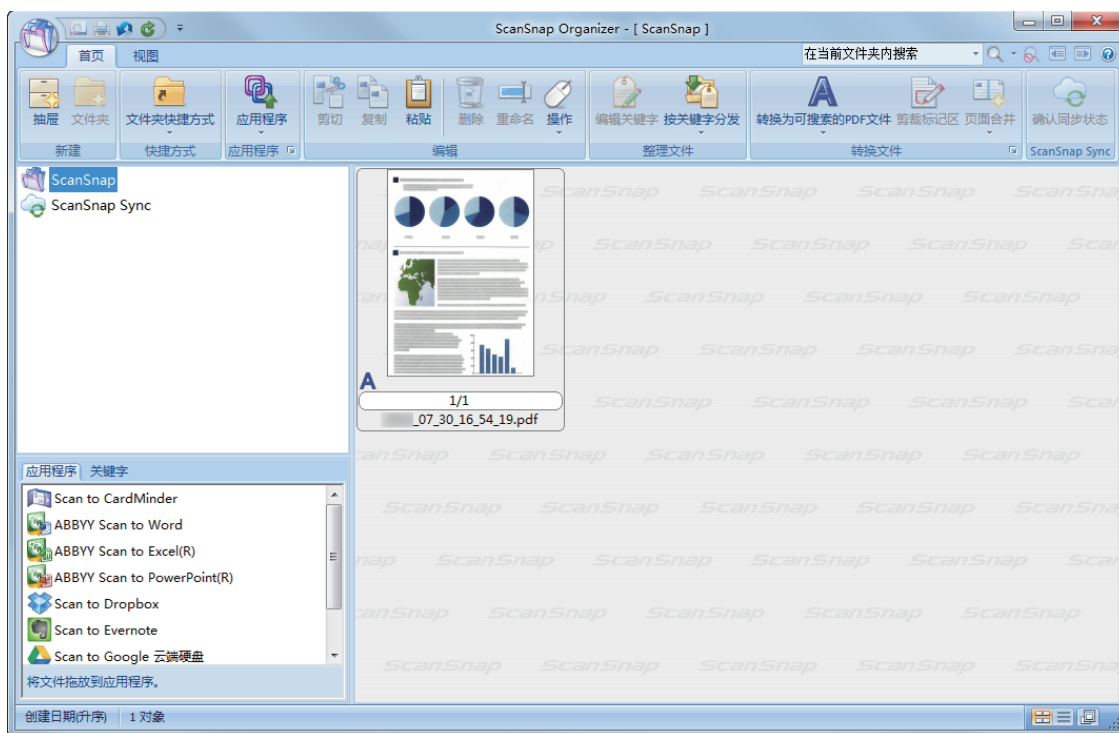 ScanSnap Organizer - [ ScanSnap ]
首页 视图
在当前文件夹内搜索
抽屉 文件夹 文件夹快捷方式 应用程序 剪切 复制 粘贴 删除 重命名 操作 编辑关键字 按关键字分发 转换为可搜索的PDF文件 剪裁标记区 页面合并 确认同步状态
新建 快捷方式 应用程序 编辑 整理文件 转换文件 ScanSnap Sync
ScanSnap
ScanSnap Sync
A
1/1
_07_30_16_54_19.pdf
应用程序 关键字
Scan to CardMinder
ABBYY Scan to Word
ABBYY Scan to Excel(R)
ABBYY Scan to PowerPoint(R)
Scan to Dropbox
Scan to Evernote
Scan to Google 云端硬盘
将文件拖放到应用程序。
创建日期(升序) 1 对象